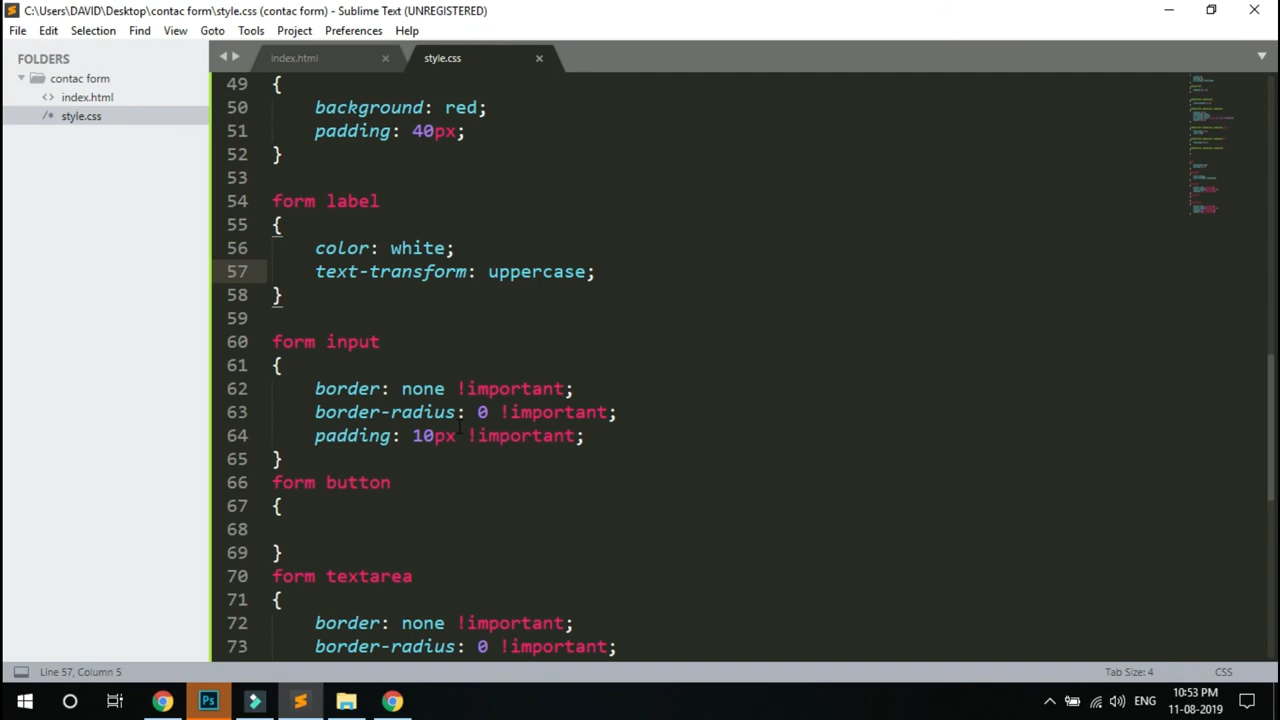 C:\Users\DAVID\Desktop\contac form\style.css (contac form) - Sublime Text (UNREGISTERED)
File Edit Selection Find View Goto Tools Project Preferences Help
FOLDERS
contac form
<> index.html
/* style.css
index.html ×
style.css ×
49 {
50 background: red;
51 padding: 40px;
52 }
53
54 form label
55 {
56 color: white;
57 text-transform: uppercase;
58 }
59
60 form input
61 {
62 border: none !important;
63 border-radius: 0 !important;
64 padding: 10px !important;
65 }
66 form button
67 {
68
69 }
70 form textarea
71 {
72 border: none !important;
73 border-radius: 0 !important;
Line 57, Column 5
Tab Size: 4
CSS
Ps
ENG
10:53 PM
11-08-2019